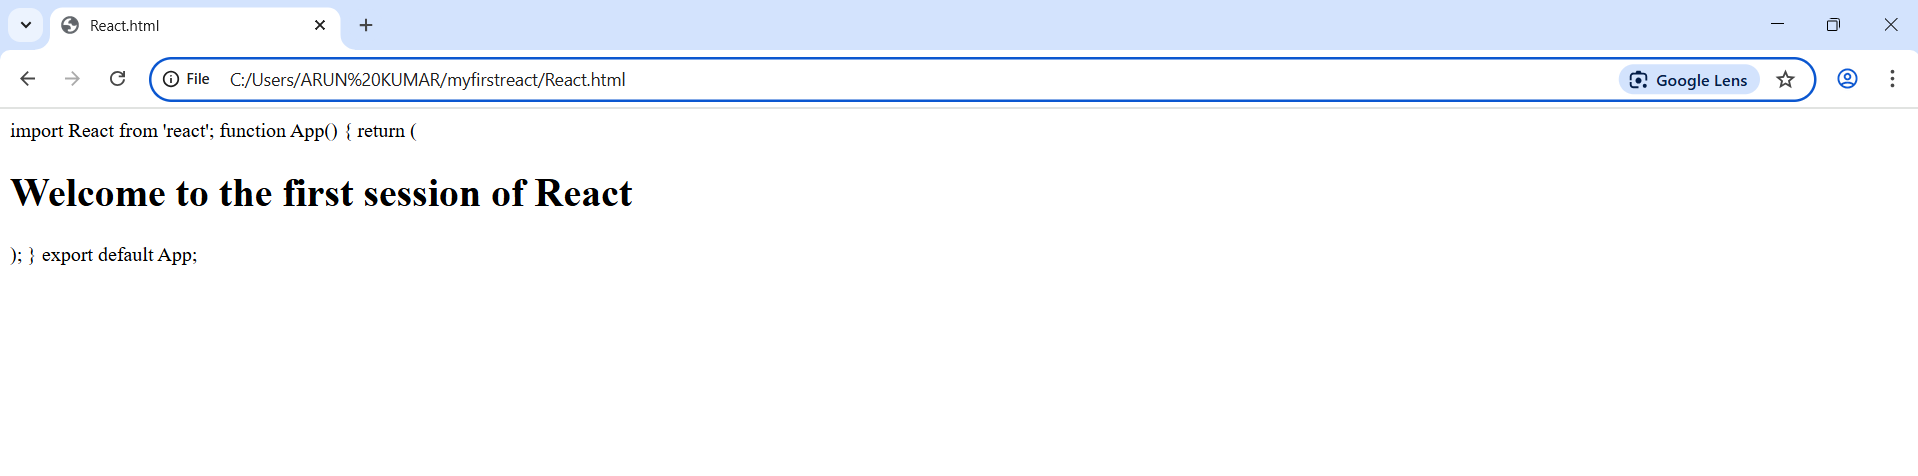 React.html
File C:/Users/ARUN%20KUMAR/myfirstreact/React.html Google Lens
import React from 'react'; function App() { return (
Welcome to the first session of React
); } export default App;